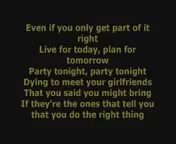 Even if you only get part of it
right
Live for today, plan for
tomorrow
Party tonight, party tonight
Dying to meet your girlfriends
That you said you might bring
If they're the ones that tell you
that you do the right thing